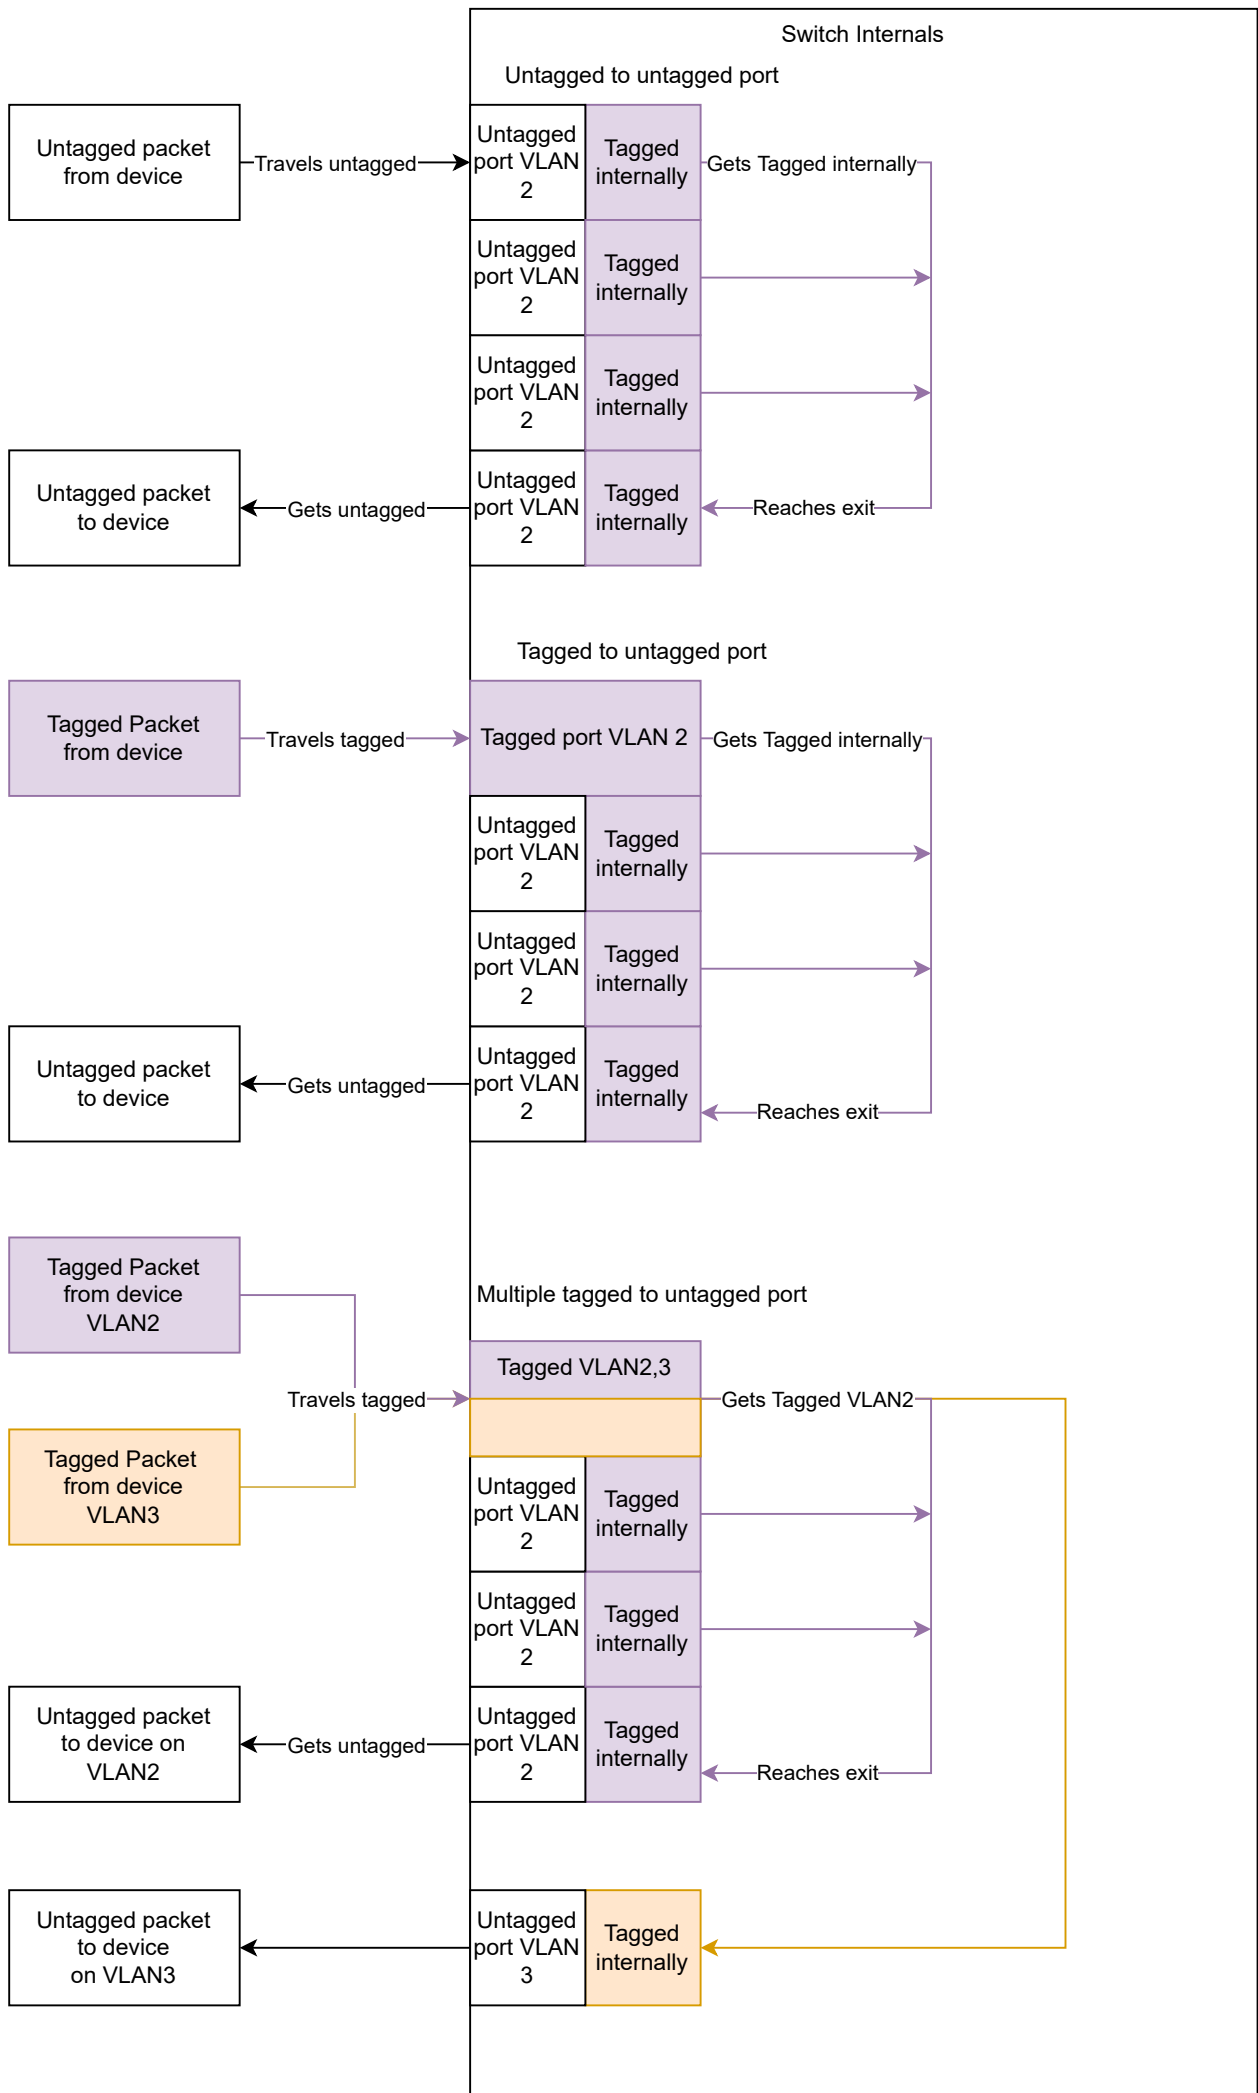 Switch Internals
Untagged to untagged port
Untagged packet
from device
Travels untagged
Untagged
port VLAN
2
Tagged
internally
Gets Tagged internally
Untagged
port VLAN
2
Tagged
internally
Untagged
port VLAN
2
Tagged
internally
Untagged packet
to device
Gets untagged
Untagged
port VLAN
2
Tagged
internally
Reaches exit
Tagged to untagged port
Tagged Packet
from device
Travels tagged
Tagged port VLAN 2
Gets Tagged internally
Untagged
port VLAN
2
Tagged
internally
Untagged
port VLAN
2
Tagged
internally
Untagged packet
to device
Gets untagged
Untagged
port VLAN
2
Tagged
internally
Reaches exit
Tagged Packet
from device
VLAN2
Multiple tagged to untagged port
Tagged VLAN2,3
Travels tagged
Gets Tagged VLAN2
Tagged Packet
from device
VLAN3
Untagged
port VLAN
2
Tagged
internally
Untagged
port VLAN
2
Tagged
internally
Untagged packet
to device on
VLAN2
Gets untagged
Untagged
port VLAN
2
Tagged
internally
Reaches exit
Untagged packet
to device
on VLAN3
Untagged
port VLAN
3
Tagged
internally